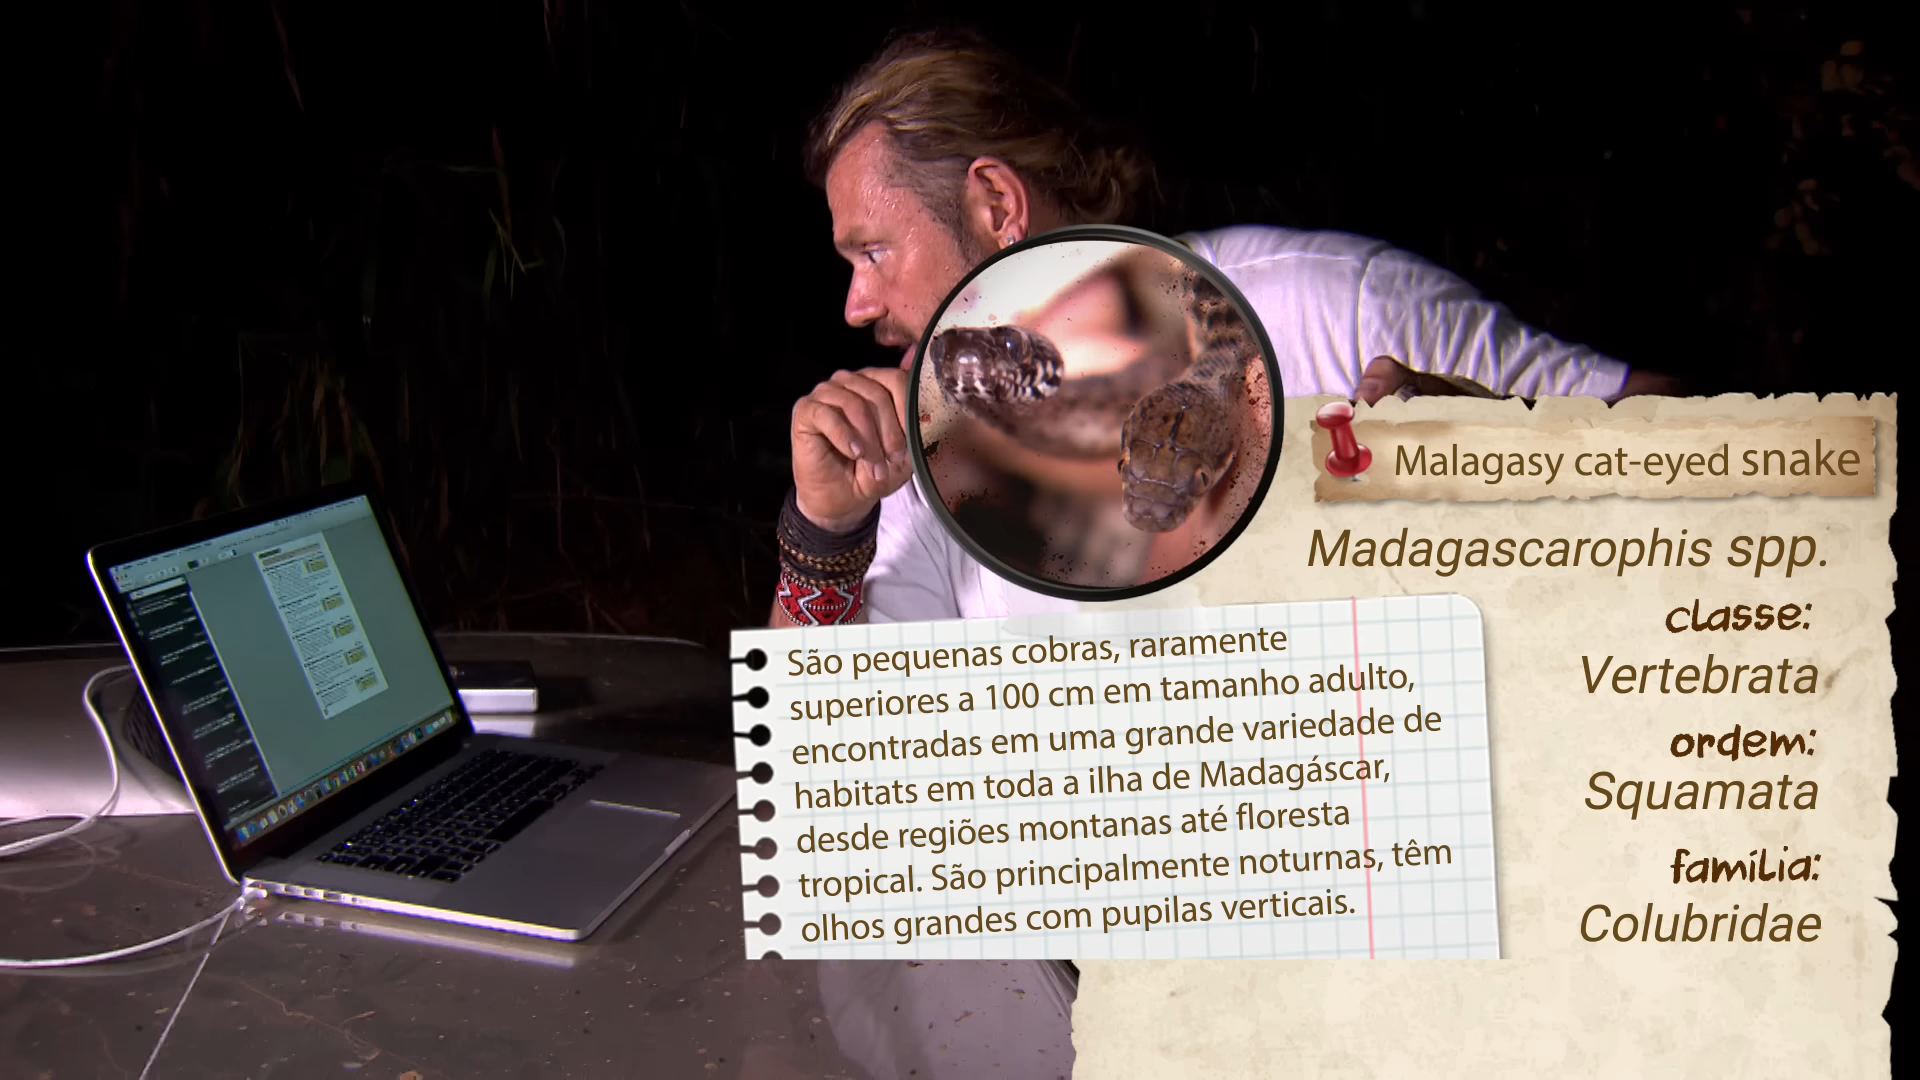 Malagasy cat-eyed snake
Madagascarophis spp.
classe:
Vertebrata
ordem:
Squamata
família:
Colubridae
São pequenas cobras, raramente
superiores a 100 cm em tamanho adulto,
encontradas em uma grande variedade de
habitats em toda a ilha de Madagáscar,
desde regiões montanas até floresta
tropical. São principalmente noturnas, têm
olhos grandes com pupilas verticais.